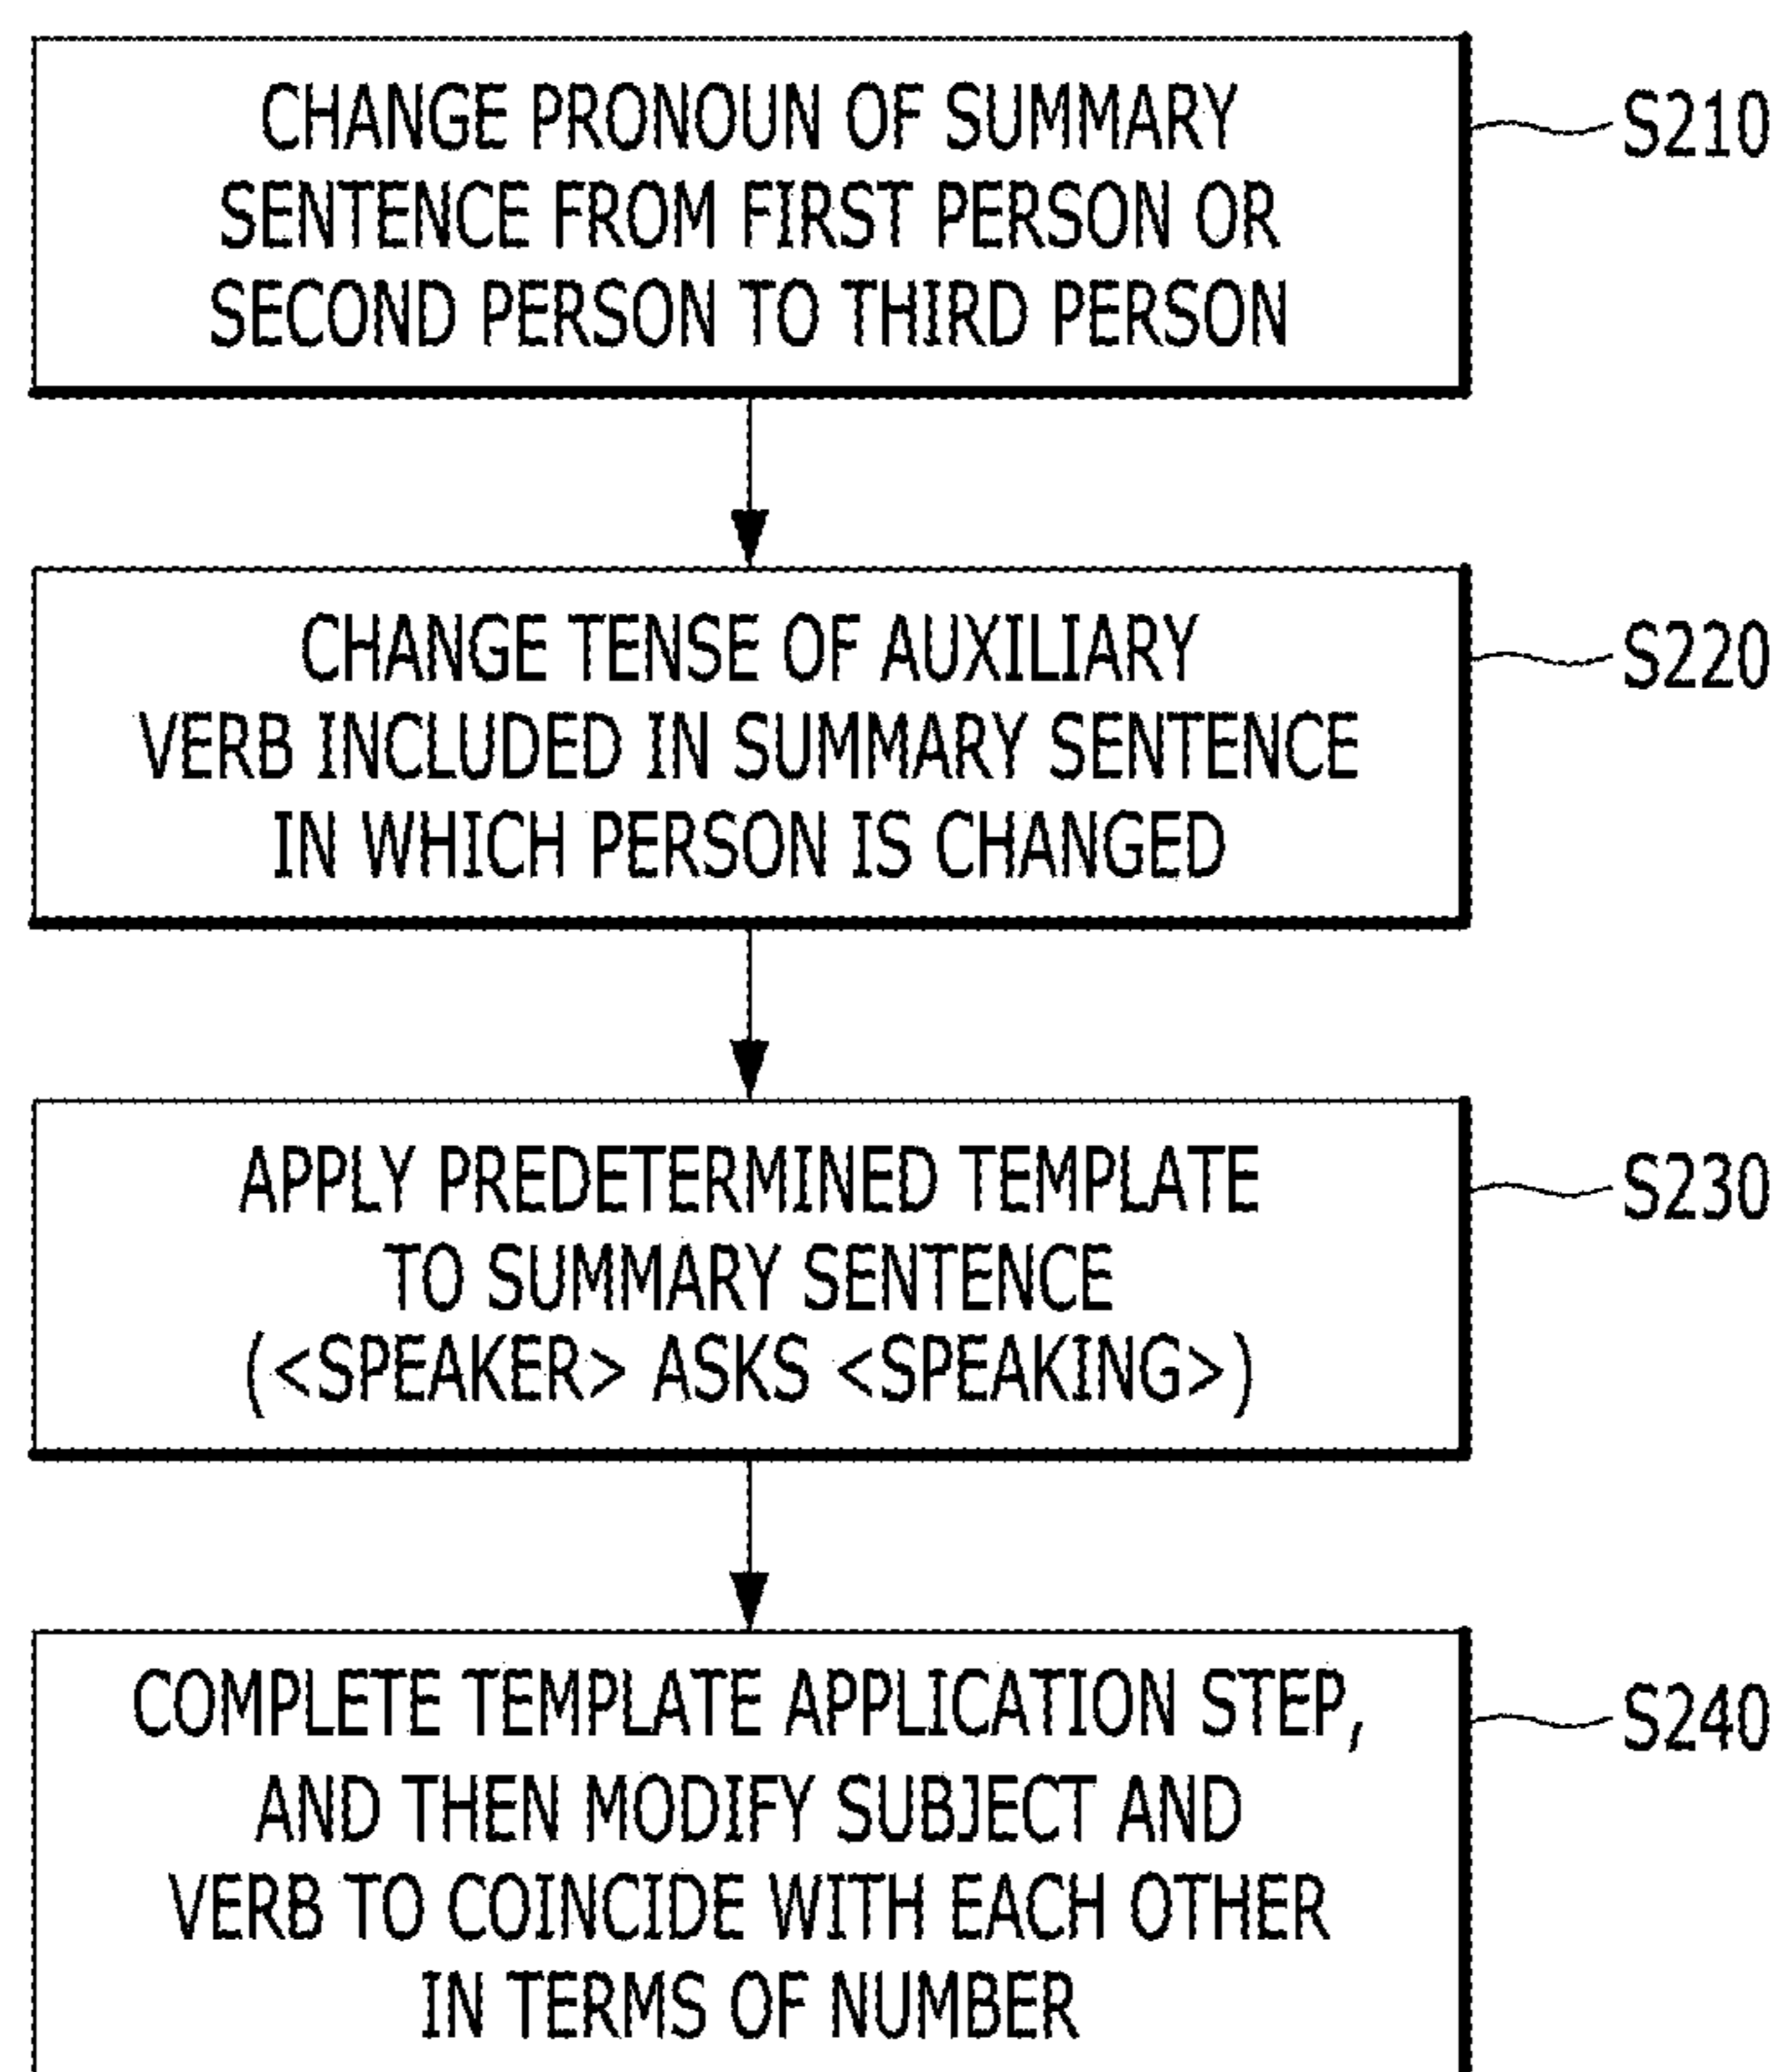 CHANGE PRONOUN OF SUMMARY
SENTENCE FROM FIRST PERSON OR
SECOND PERSON TO THIRD PERSON
S210
CHANGE TENSE OF AUXILIARY
VERB INCLUDED IN SUMMARY SENTENCE
IN WHICH PERSON IS CHANGED
S220
APPLY PREDETERMINED TEMPLATE
TO SUMMARY SENTENCE
(<SPEAKER> ASKS <SPEAKING>)
S230
COMPLETE TEMPLATE APPLICATION STEP,
AND THEN MODIFY SUBJECT AND
VERB TO COINCIDE WITH EACH OTHER
IN TERMS OF NUMBER
S240